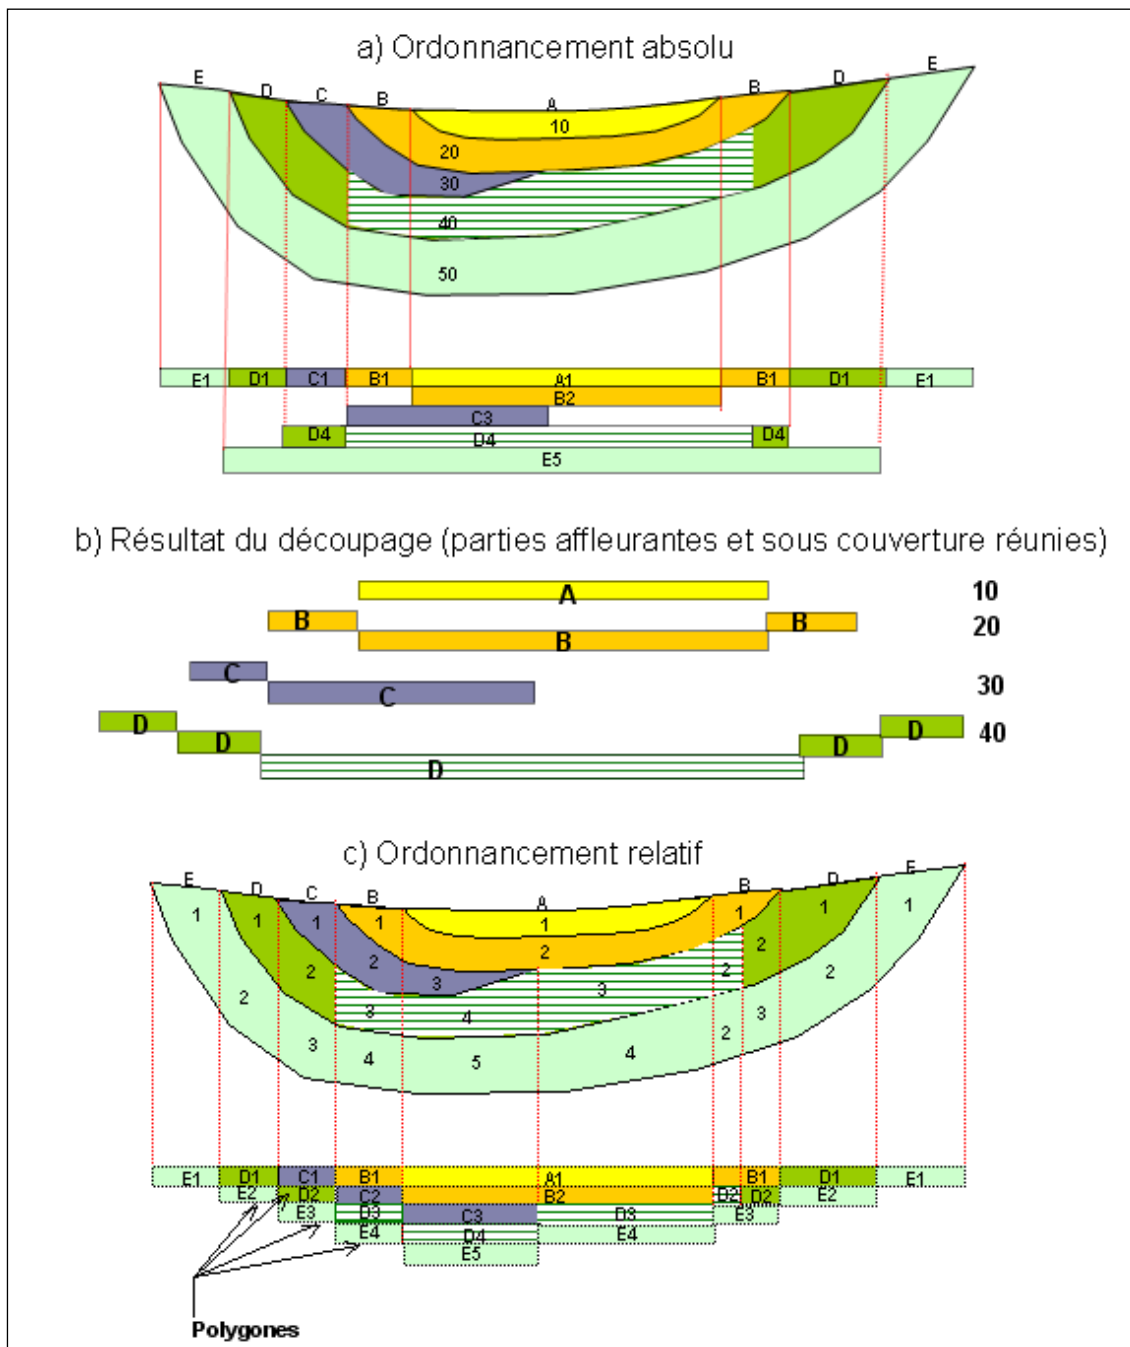 a) Ordonnancement absolu
E D C B A B D E
10
20
30
40
50
E1 D1 C1 B1 A1 B1 D1 E1
B2
C3
D4 D4 D4
E5
b) Résultat du découpage (parties affleurantes et sous couverture réunies)
A 10
B B 20
B
C 30
C
D D 40
D D
D
c) Ordonnancement relatif
E D C B A B D E
1 1 1 1 1 1 1 1
2 2 2 2 2 2 2 2
3 3 4 3 3
3 4 5 4 2
E1 D1 C1 B1 A1 B1 D1 E1
E2 D2 C2 B2 D2 D2 E2
E3 D3 C3 D3 E3
E4 D4 E4
E5
Polygones